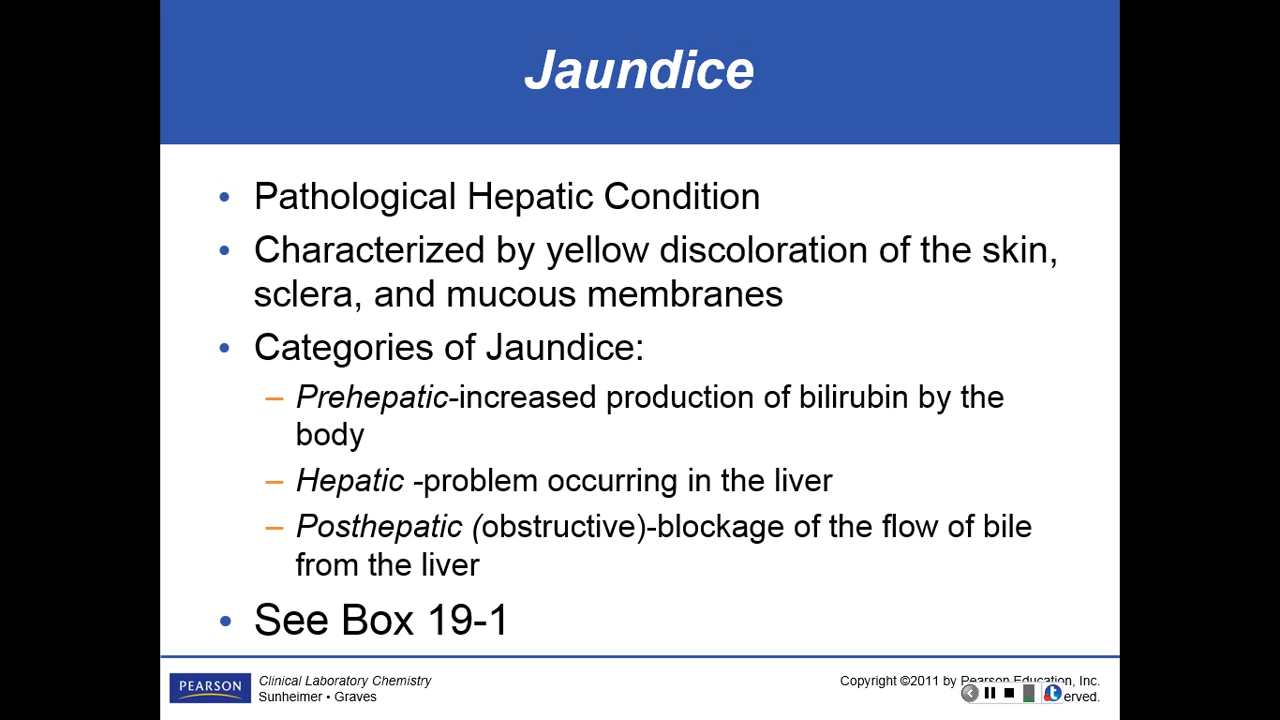 Jaundice
• Pathological Hepatic Condition
• Characterized by yellow discoloration of the skin,
sclera, and mucous membranes
• Categories of Jaundice:
– Prehepatic-increased production of bilirubin by the
body
– Hepatic -problem occurring in the liver
– Posthepatic (obstructive)-blockage of the flow of bile
from the liver
• See Box 19-1
PEARSON
Clinical Laboratory Chemistry
Sunheimer • Graves
Copyright ©2011 by Pearson Education, Inc.
erved.